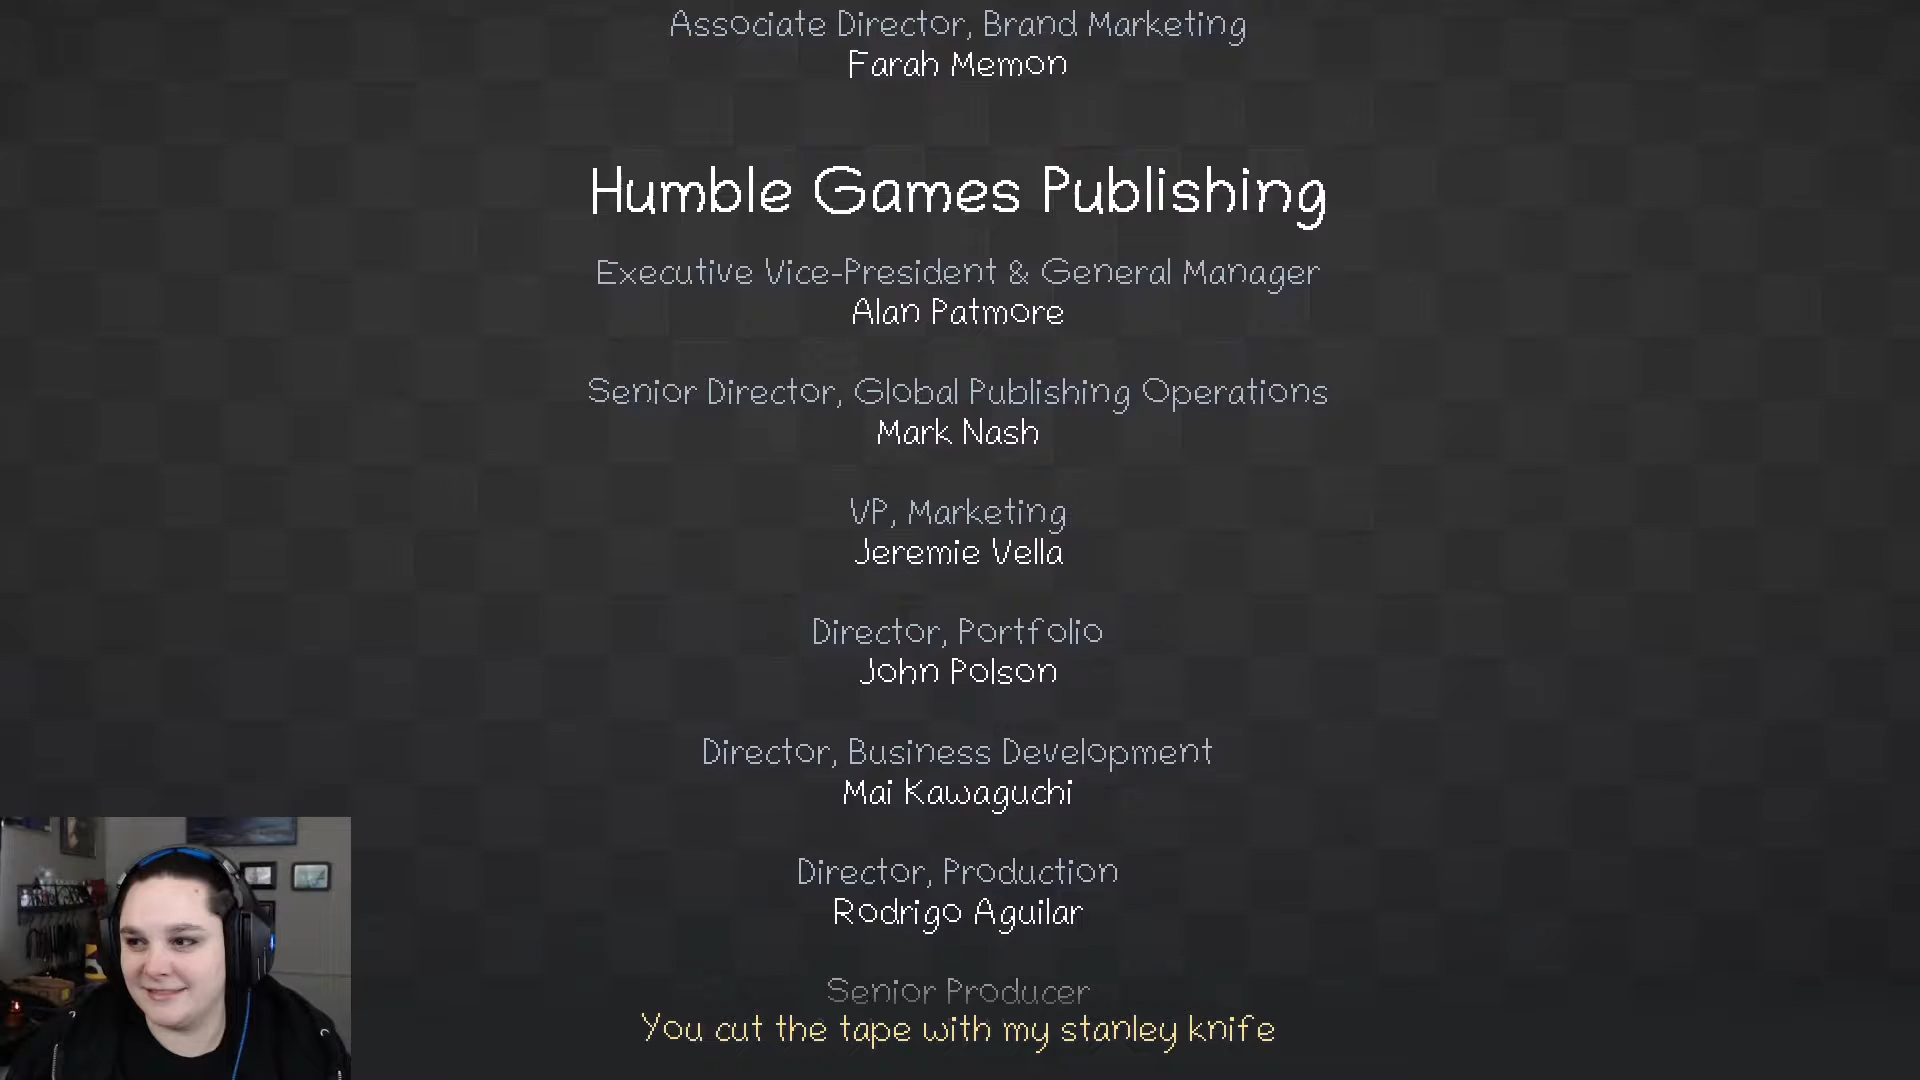 Associate Director, Brand Marketing
Farah Memon
Humble Games Publishing
Executive Vice-President & General Manager
Alan Patmore
Senior Director, Global Publishing Operations
Mark Nash
VP, Marketing
Jeremie Vella
Director, Portfolio
John Polson
Director, Business Development
Mai Kawaguchi
Director, Production
Rodrigo Aguilar
Senior Producer
You cut the tape with my stanley knife